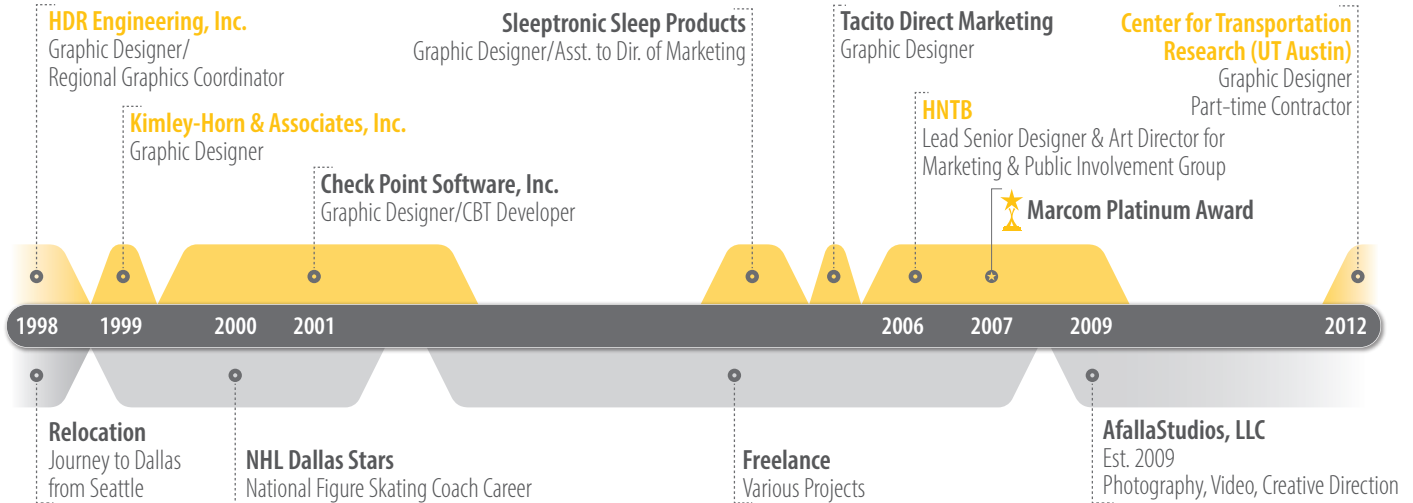 HDR Engineering, Inc.
Graphic Designer/
Regional Graphics Coordinator
Kimley-Horn & Associates, Inc.
Graphic Designer
Check Point Software, Inc.
Graphic Designer/CBT Developer
Sleeptronic Sleep Products
Graphic Designer/Asst. to Dir. of Marketing
Tacito Direct Marketing
Graphic Designer
HNTB
Lead Senior Designer & Art Director for
Marketing & Public Involvement Group
Marcom Platinum Award
Center for Transportation
Research (UT Austin)
Graphic Designer
Part-time Contractor
1998 1999 2000 2001 2006 2007 2009 2012
Relocation
Journey to Dallas
from Seattle
NHL Dallas Stars
National Figure Skating Coach Career
Freelance
Various Projects
AfallaStudios, LLC
Est. 2009
Photography, Video, Creative Direction